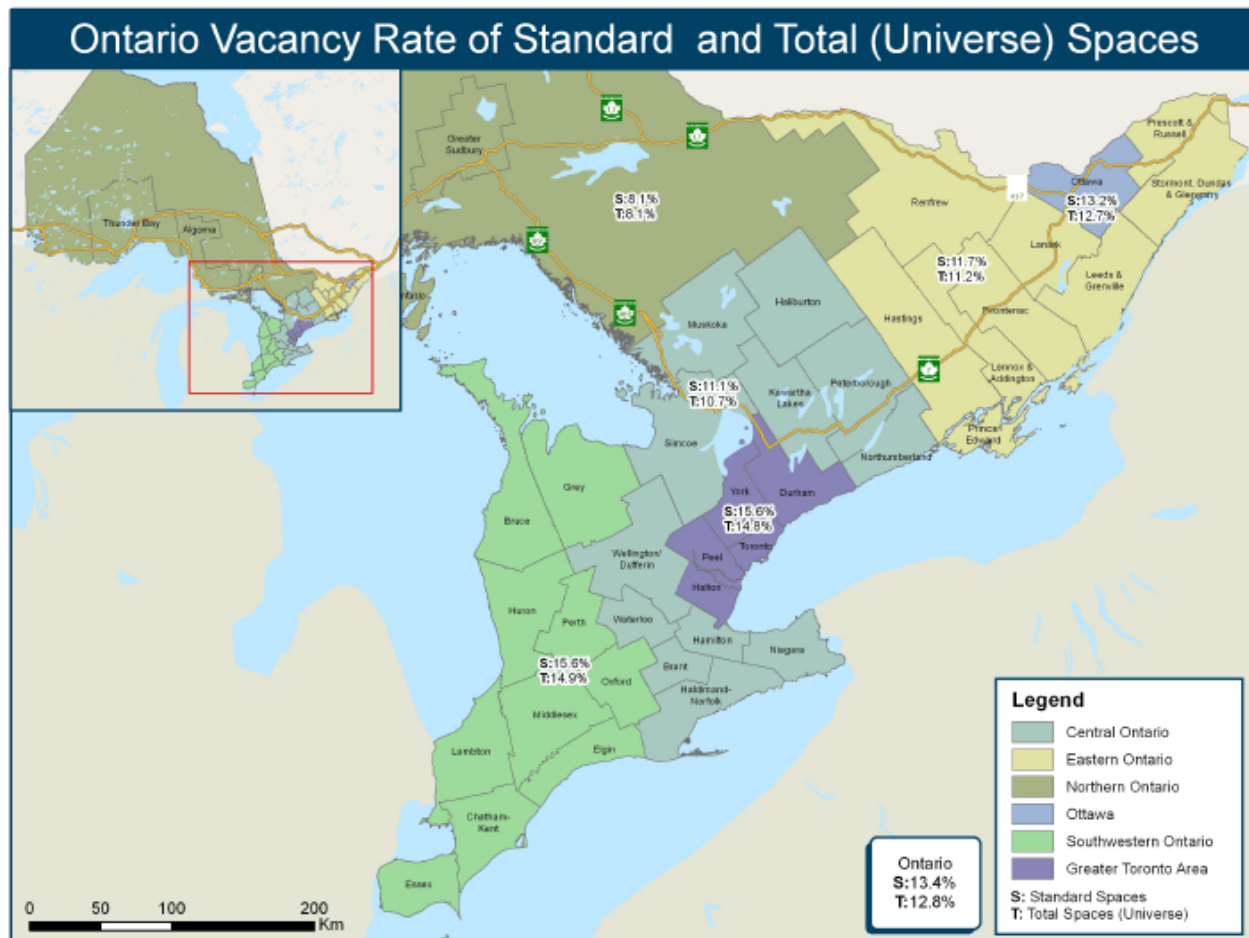 Ontario Vacancy Rate of Standard and Total (Universe) Spaces
Thunder Bay
Algoma
Greater
Sudbury
S:8.1%
T:8.1%
Ontario
Prescott &
Russell
Ottawa
S:13.2%
T:12.7%
Stormont, Dundas
& Glengarry
417
Renfrew
Lanark
S:11.7%
T:11.2%
Leeds &
Grenville
Frontenac
Hastings
Lennox &
Addington
Prince
Edward
7
Haliburton
Muskoka
S:11.1%
T:10.7%
Kawartha
Lakes
Peterborough
Northumberland
Simcoe
Grey
Bruce
York
Durham
S:15.6%
T:14.8%
Toronto
Peel
Halton
Wellington/
Dufferin
Huron
Perth
Waterloo
Hamilton
Niagara
Brant
Haldimand-
Norfolk
S:15.6%
T:14.9%
Oxford
Middlesex
Elgin
Lambton
Chatham-
Kent
Essex
Legend
Central Ontario
Eastern Ontario
Northern Ontario
Ottawa
Southwestern Ontario
Greater Toronto Area
S: Standard Spaces
T: Total Spaces (Universe)
Ontario
S:13.4%
T:12.8%
0 50 100 200
Km